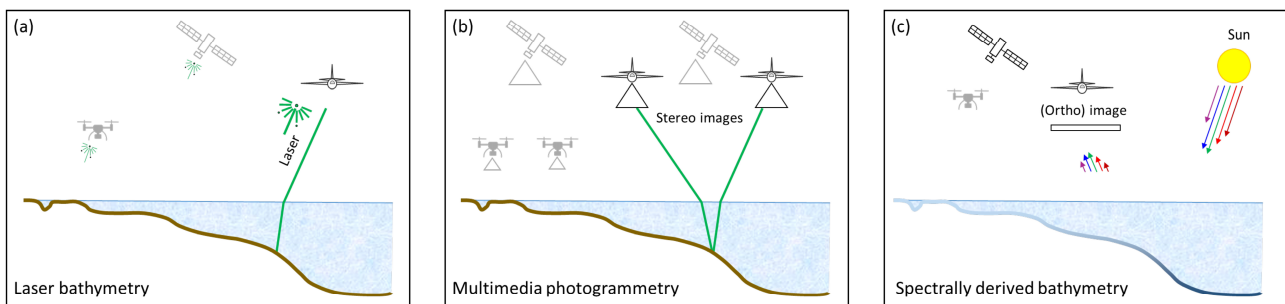 (a)
Laser
Laser bathymetry
(b)
Stereo images
Multimedia photogrammetry
(c)
Sun
(Ortho) image
Spectrally derived bathymetry